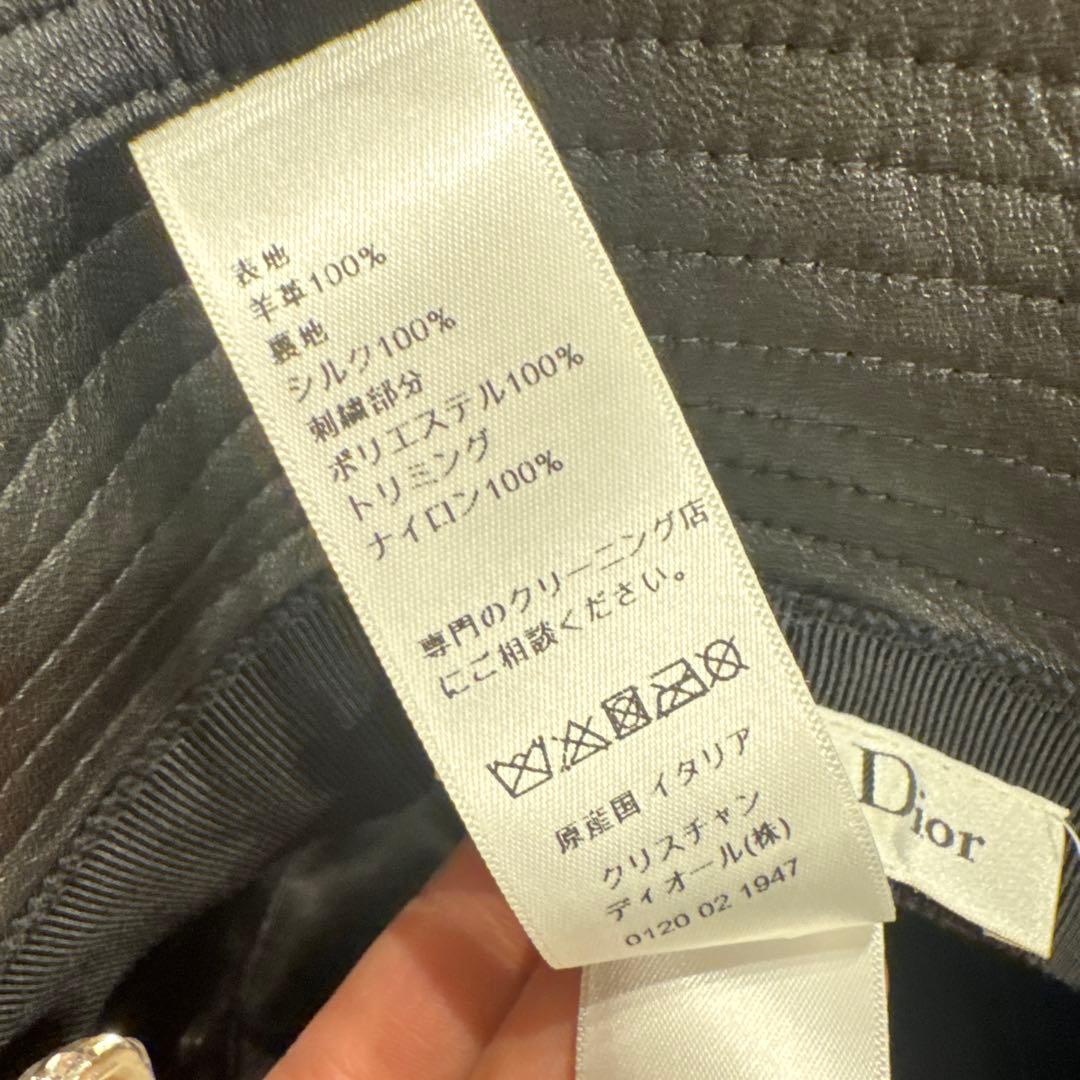 表地
羊革100%
裏地
シルク100%
刺繍部分
ポリエステル100%
トリミング
ナイロン100%
専門のクリーニング店
にご相談ください。
原産国 イタリア
クリスチャン
ディオール(株)
0120 02 1947
Dior